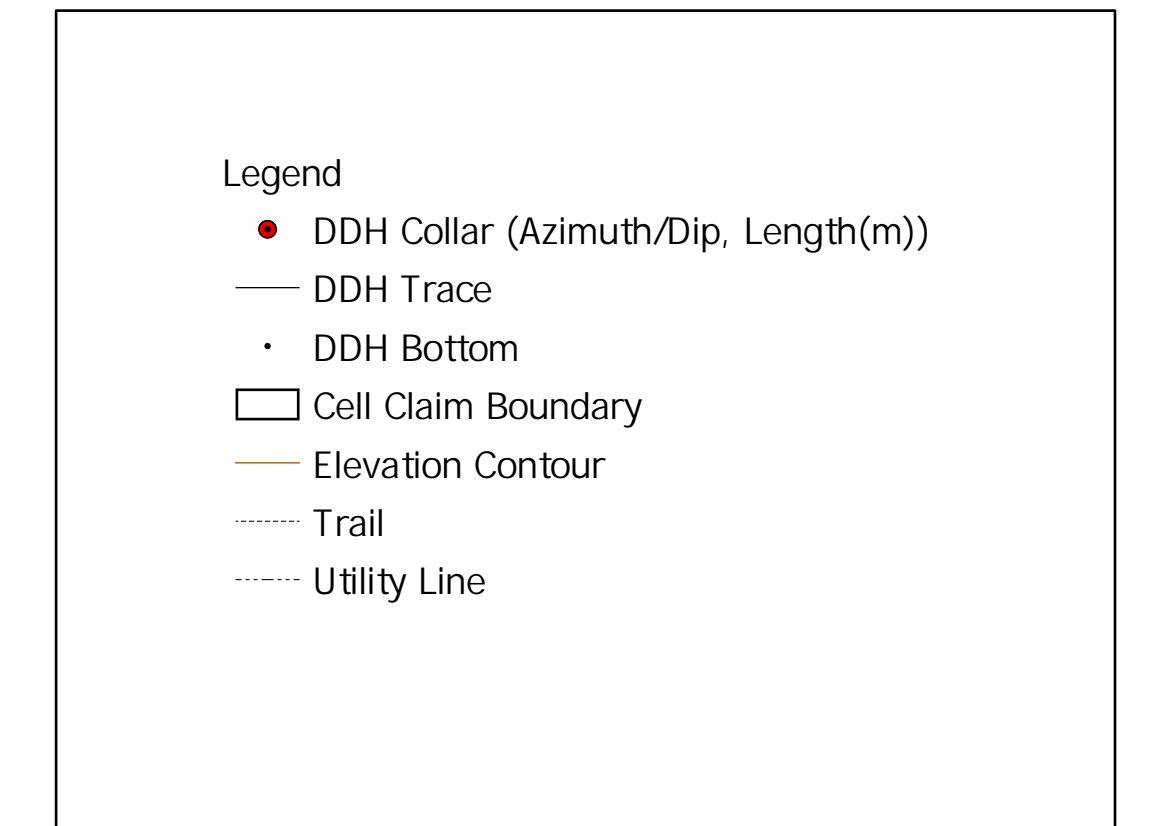 Legend
DDH Collar (Azimuth/Dip, Length(m))
DDH Trace
DDH Bottom
Cell Claim Boundary
Elevation Contour
Trail
Utility Line